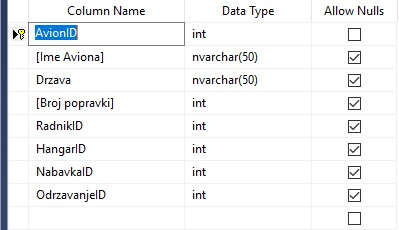 Column Name Data Type Allow Nulls
AvionID int
[Ime Aviona] nvarchar(50)
Drzava nvarchar(50)
[Broj popravki] int
RadnikID int
HangarID int
NabavkaID int
OdrzavanjeID int